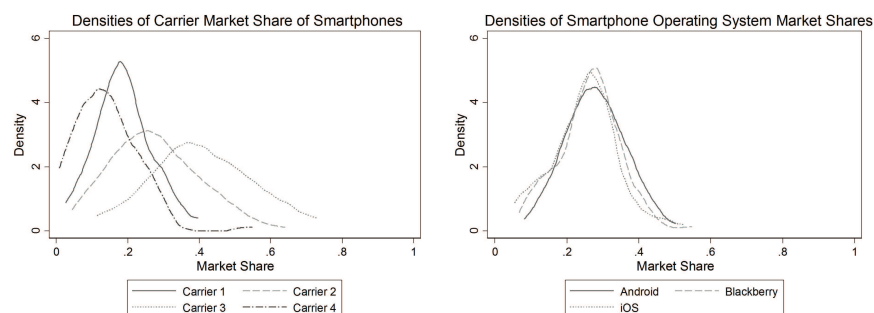 Densities of Carrier Market Share of Smartphones
6
4
2
0
Density
0 .2 .4 .6 .8 1
Market Share
Carrier 1 Carrier 2
Carrier 3 Carrier 4
Densities of Smartphone Operating System Market Shares
6
4
2
0
Density
0 .2 .4 .6 .8 1
Market Share
Android Blackberry
iOS